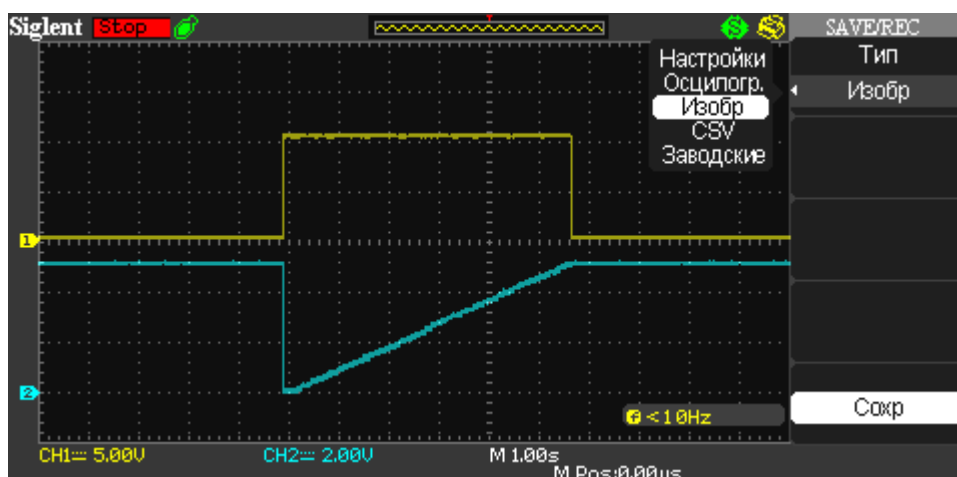 Siglent Stop S SAVE/REC
Тип
Изобр
Настройки
Осцилогр.
Изобр
CSV
Заводские
1
2
<10Hz
Сохр
CH1 5.00V CH2 2.00V M 1.00s
M Pos:0.00µs